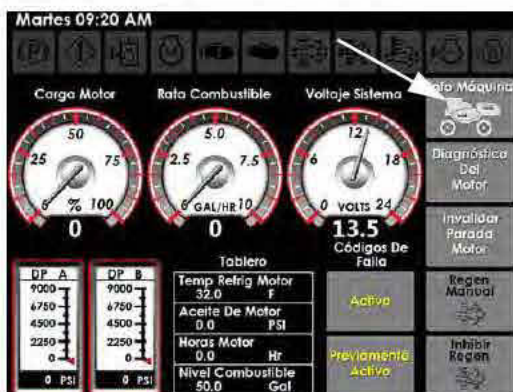 Martes 09:20 AM
Carga Motor
Rata Combustible
Voltaje Sistema
Info Máquina
50
25
75
0
%
100
0
5.0
2.5
7.5
0
GAL/HR
10
0
12
6
18
0
VOLTS
24
13.5
Diagnóstico
Del
Motor
Invalidar
Parada
Motor
Códigos De
Falla
DP A
9000
6750
4500
2250
0
0 PSI
DP B
9000
6750
4500
2250
0
0 PSI
Tablero
Temp Refrig Motor
32.0 F
Aceite De Motor
0.0 PSI
Horas Motor
0.0 Hr
Nivel Combustible
50.0 Gal
Activo
Previamente
Activo
Regen
Manual
Inhibir
Regen